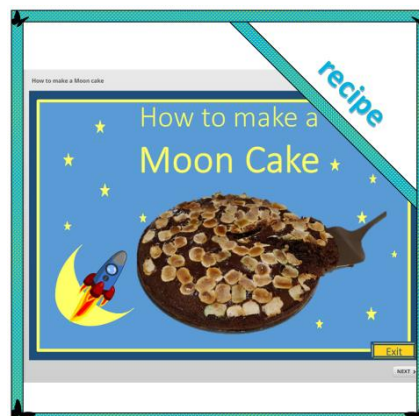 recipe
How to make a Moon cake
How to make a
Moon Cake
Exit
NEXT